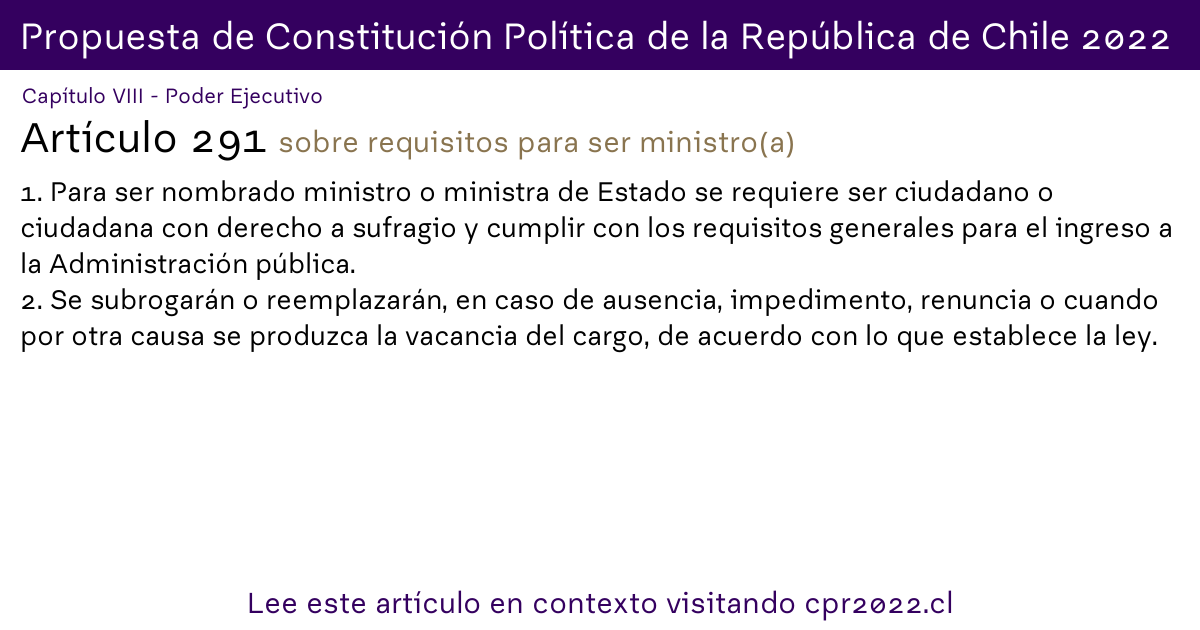 Propuesta de Constitución Política de la República de Chile 2022
Capítulo VIII - Poder Ejecutivo
Artículo 291 sobre requisitos para ser ministro(a)
1. Para ser nombrado ministro o ministra de Estado se requiere ser ciudadano o
ciudadana con derecho a sufragio y cumplir con los requisitos generales para el ingreso a
la Administración pública.
2. Se subrogarán o reemplazarán, en caso de ausencia, impedimento, renuncia o cuando
por otra causa se produzca la vacancia del cargo, de acuerdo con lo que establece la ley.
Lee este artículo en contexto visitando cpr2022.cl